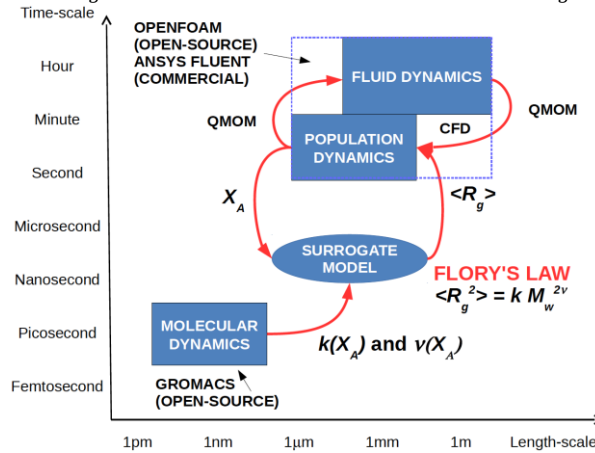 Time-scale
OPENFOAM
(OPEN-SOURCE)
ANSYS FLUENT
(COMMERCIAL)
Hour
FLUID DYNAMICS
Minute
QMOM
CFD
QMOM
POPULATION
DYNAMICS
Second
X_A
<R_g>
Microsecond
SURROGATE
MODEL
Nanosecond
FLORY'S LAW
<R_g^2> = k M_w^{2ν}
Picosecond
MOLECULAR
DYNAMICS
k(X_A) and ν(X_A)
Femtosecond
GROMACS
(OPEN-SOURCE)
1pm 1nm 1μm 1mm 1m Length-scale